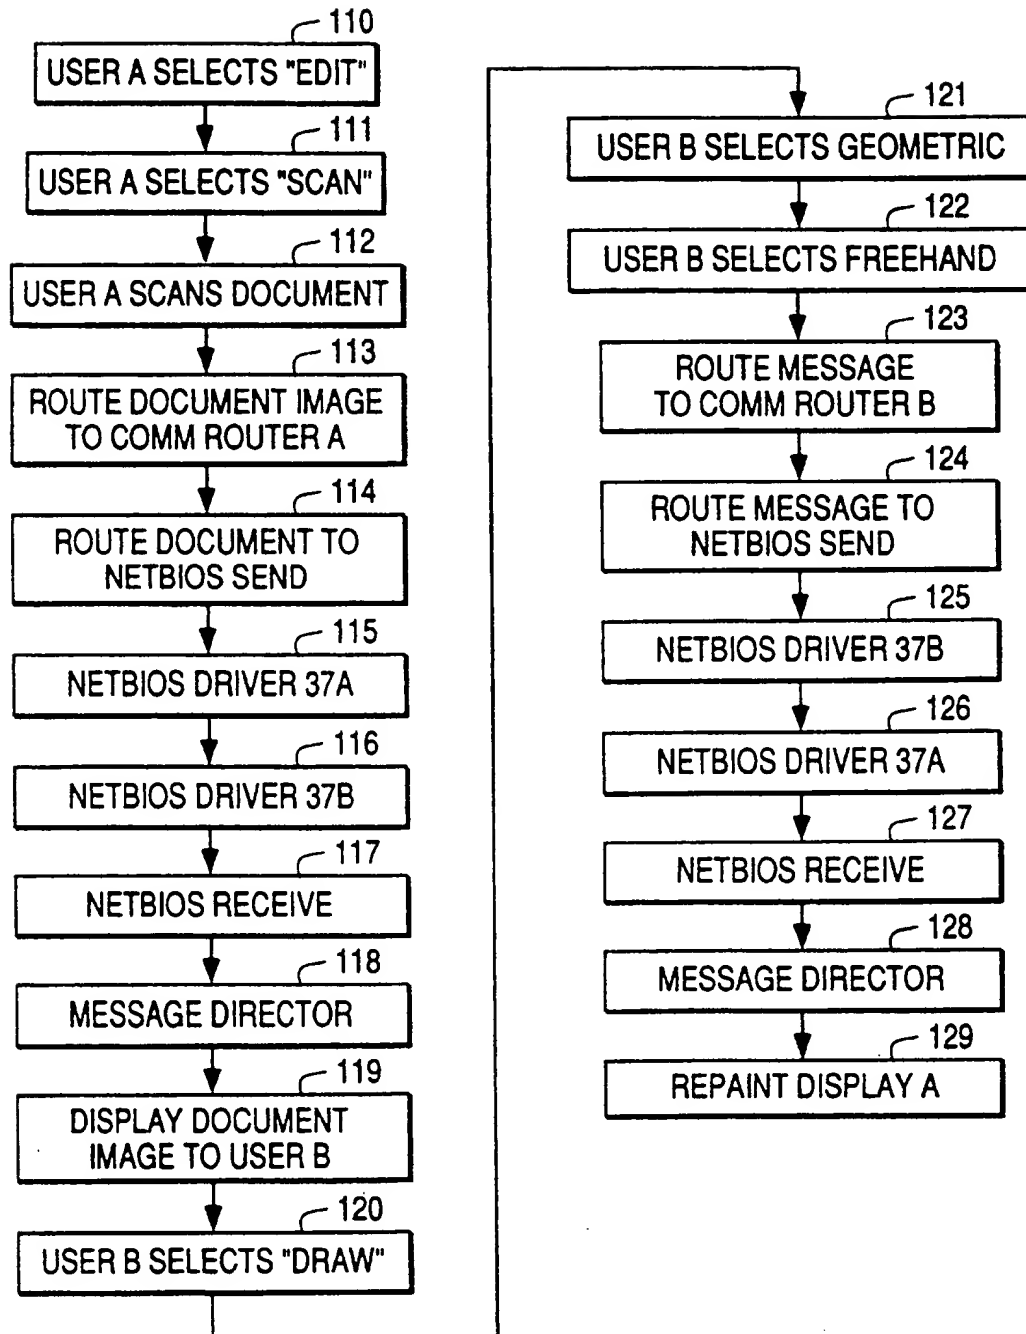 110
USER A SELECTS "EDIT"
111
USER A SELECTS "SCAN"
112
USER A SCANS DOCUMENT
113
ROUTE DOCUMENT IMAGE
TO COMM ROUTER A
114
ROUTE DOCUMENT TO
NETBIOS SEND
115
NETBIOS DRIVER 37A
116
NETBIOS DRIVER 37B
117
NETBIOS RECEIVE
118
MESSAGE DIRECTOR
119
DISPLAY DOCUMENT
IMAGE TO USER B
120
USER B SELECTS "DRAW"
121
USER B SELECTS GEOMETRIC
122
USER B SELECTS FREEHAND
123
ROUTE MESSAGE
TO COMM ROUTER B
124
ROUTE MESSAGE TO
NETBIOS SEND
125
NETBIOS DRIVER 37B
126
NETBIOS DRIVER 37A
127
NETBIOS RECEIVE
128
MESSAGE DIRECTOR
129
REPAINT DISPLAY A